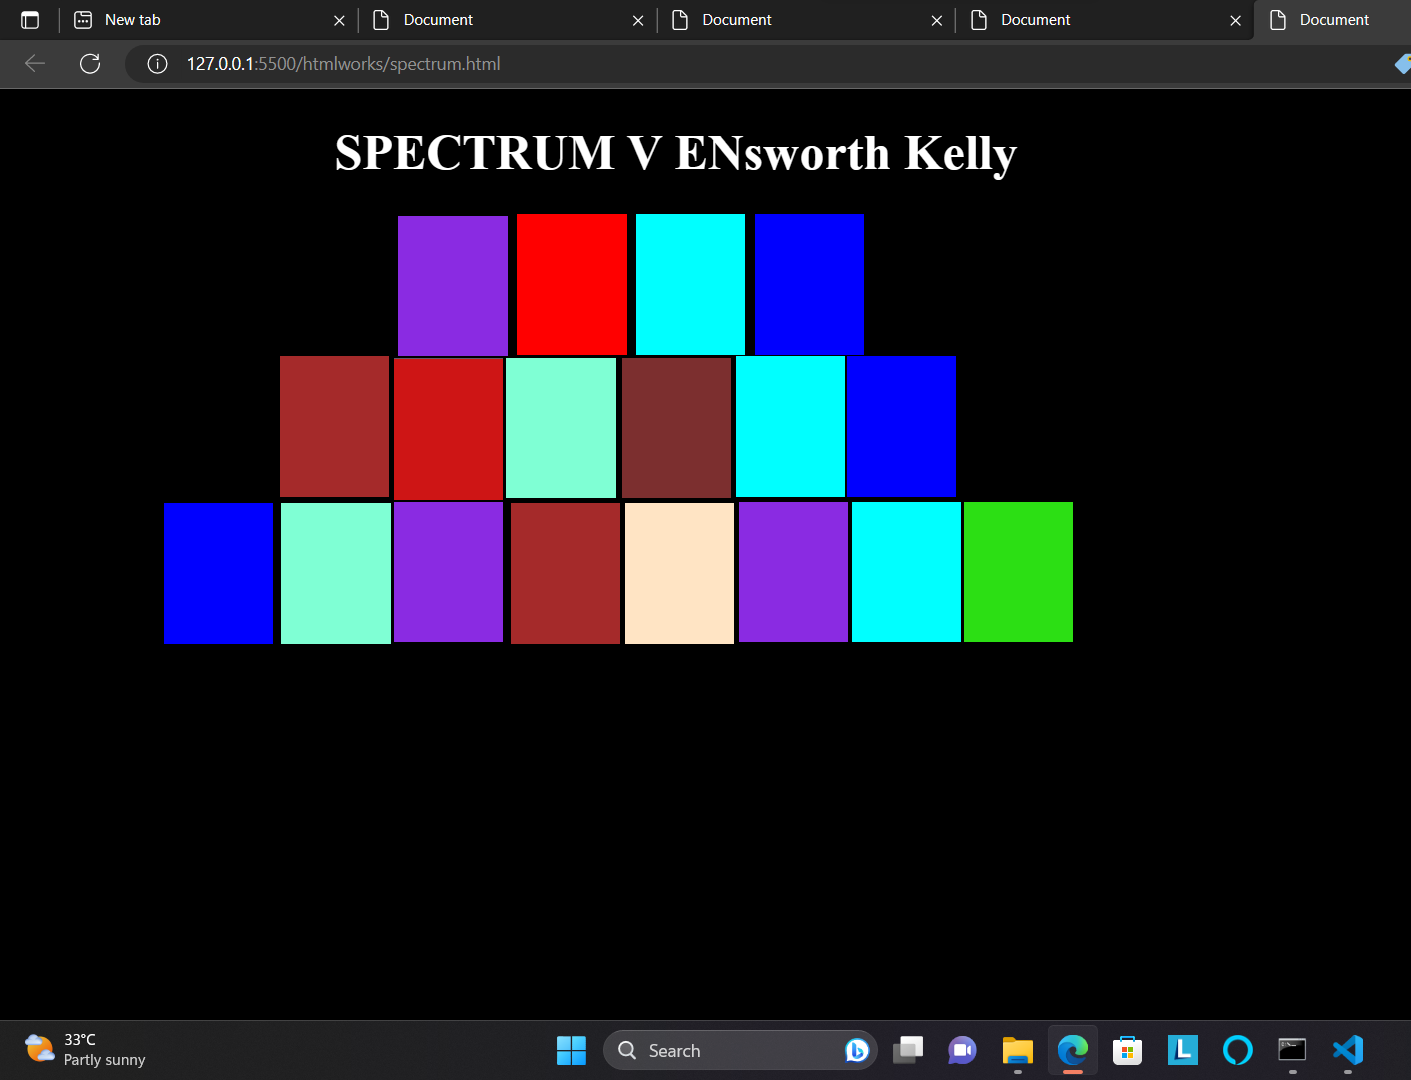 New tab
Document
Document
Document
Document
127.0.0.1:5500/htmlworks/spectrum.html
SPECTRUM V ENsworth Kelly
33°C
Partly sunny
Search
L